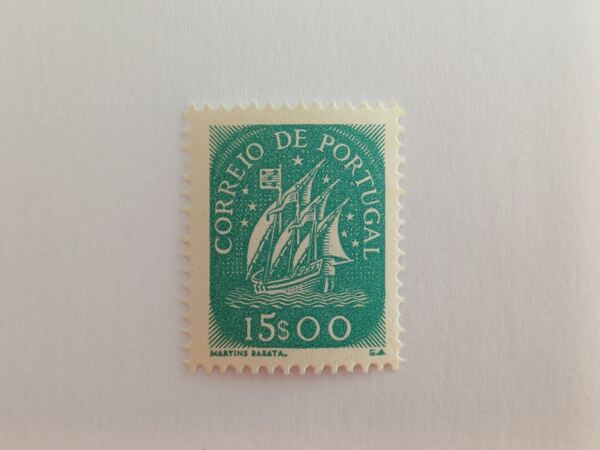 CORREIO DE PORTUGAL
15$00
MARTINS BARATA